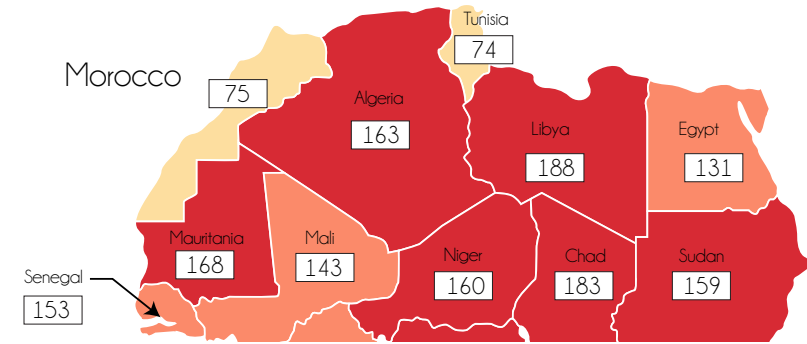 Tunisia
74
Morocco
75
Algeria
163
Libya
188
Egypt
131
Mauritania
168
Mali
143
Niger
160
Chad
183
Sudan
159
Senegal
153